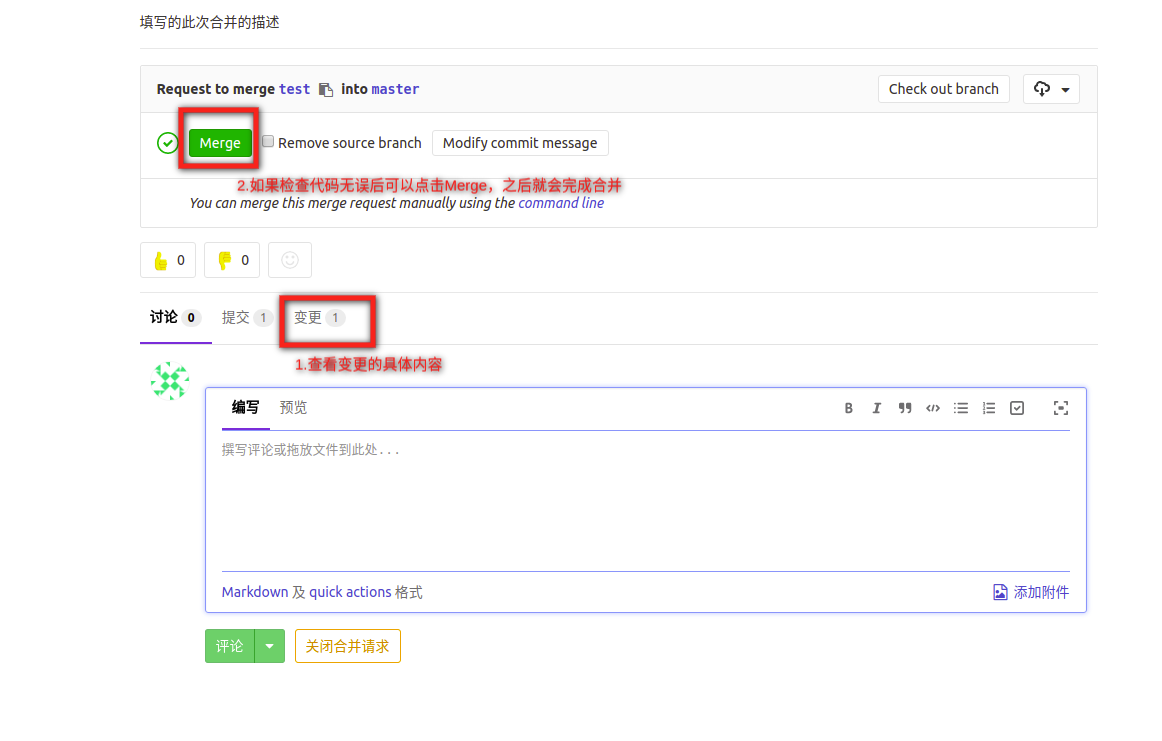 填写的此次合并的描述
Request to merge test into master
Check out branch
Merge
Remove source branch
Modify commit message
2.如果检查代码无误后可以点击Merge，之后就会完成合并
You can merge this merge request manually using the command line
0
0
讨论 0
提交 1
变更 1
1.查看变更的具体内容
编写
预览
撰写评论或拖放文件到此处...
Markdown 及 quick actions 格式
添加附件
评论
关闭合并请求